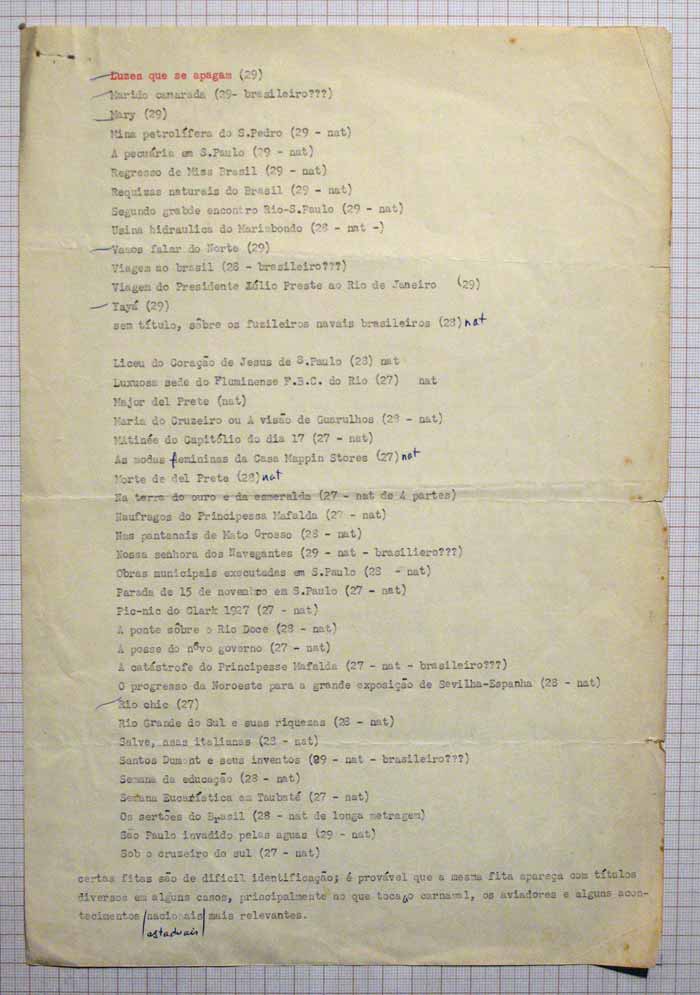 Luzes que se apagam (29)
Marido camarada (29- brasileiro???)
Mary (29)
Mina petrolífera do S.Pedro (29 - nat)
A pecuária em S.Paulo (29 - nat)
Regresso de Miss Brasil (29 - nat)
Requizas naturais do Brasil (29 - nat)
Segundo grabde encontro Rio-S.Paulo (29 - nat)
Usina hidraulica do Mariabondo (28 - nat -)
Vamos falar do Norte (29)
Viagem ao brasil (28 - brasileiro???)
Viagem do Presidente Júlio Preste ao Rio de Janeiro (29)
Yayá (29)
sem título, sôbre os fuzileiros navais brasileiros (28) nat
Liceu do Coração de Jesus de S.Paulo (28) nat
Luxuosa sede do Fluminense F.B.C. do Rio (27) nat
Major del Prete (nat)
Maria do Cruzeiro ou A visão de Guarulhos (28 - nat)
Mátinée do Capitólio do dia 17 (27 - nat)
As modas femininas da Casa Mappin Stores (27) nat
Morte de del Prete (28) nat
Na terra do ouro e da esmeralda (27 - nat de 4 partes)
Naufragos do Principessa Mafalda (27 - nat)
Nos pantanais de Mato Grosso (28 - nat)
Nossa senhora dos Navegantes (29 - nat - brasiliero???)
Obras municipais executadas em S.Paulo (28 - nat)
Parada de 15 de novembro em S.Paulo (27 - nat)
Pic-nic do Clark 1927 (27 - nat)
A ponte sôbre o Rio Doce (28 - nat)
A posse do nôvo governo (27 - nat)
A catástrofe do Principesse Mafalda (27 - nat - brasileiro???)
O progresso da Noroeste para a grande exposição de Sevilha-Espanha (28 - nat)
Rio chic (27)
Rio Grande do Sul e suas riquezas (28 - nat)
Salve, asas italianas (28 - nat)
Santos Dumont e seus inventos (29 - nat - brasileiro???)
Semana da educação (28 - nat)
Semana Eucarística em Taubaté (27 - nat)
Os sertões do Brasil (28 - nat de longa metragem)
São Paulo invadido pelas aguas (29 - nat)
Sob o cruzeiro do sul (27 - nat)
certas fitas são de difícil identificação; é provável que a mesma fita apareça com títulos
diversos em alguns casos, principalmente no que toca o carnaval, os aviadores e alguns acon-
tecimentos nacionais mais relevantes.
estaduais